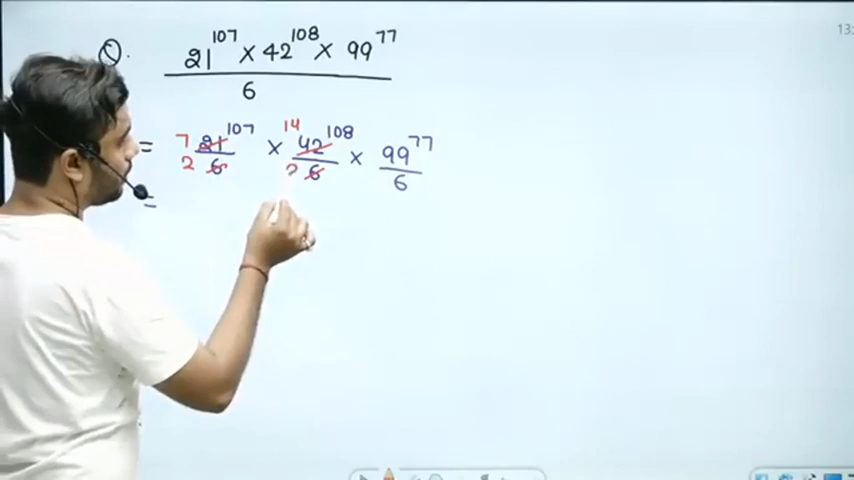 13:
Q. 21^107 × 42^108 × 99^77
6
= 7 21^107 × 14 42^108 × 99^77
2 6 2 6 6
=